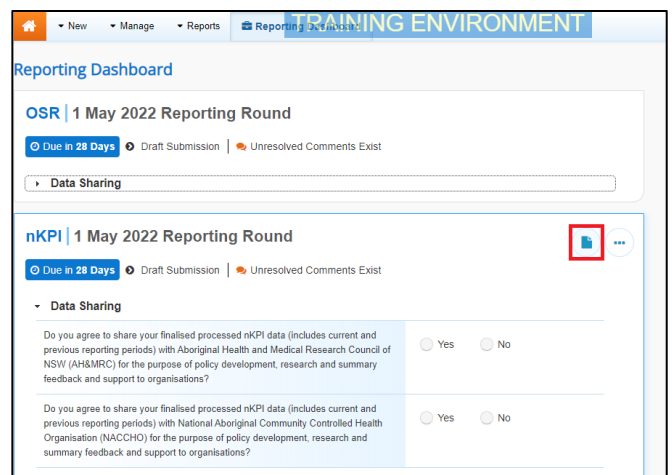 New Manage Reports Reporting Dashboard
TRAINING ENVIRONMENT
Reporting Dashboard
OSR | 1 May 2022 Reporting Round
Due in 28 Days Draft Submission | Unresolved Comments Exist
Data Sharing
nKPI | 1 May 2022 Reporting Round
Due in 28 Days Draft Submission | Unresolved Comments Exist
Data Sharing
Do you agree to share your finalised processed nKPI data (includes current and
previous reporting periods) with Aboriginal Health and Medical Research Council of
NSW (AH&MRC) for the purpose of policy development, research and summary
feedback and support to organisations?
Yes No
Do you agree to share your finalised processed nKPI data (includes current and
previous reporting periods) with National Aboriginal Community Controlled Health
Organisation (NACCHO) for the purpose of policy development, research and
summary feedback and support to organisations?
Yes No